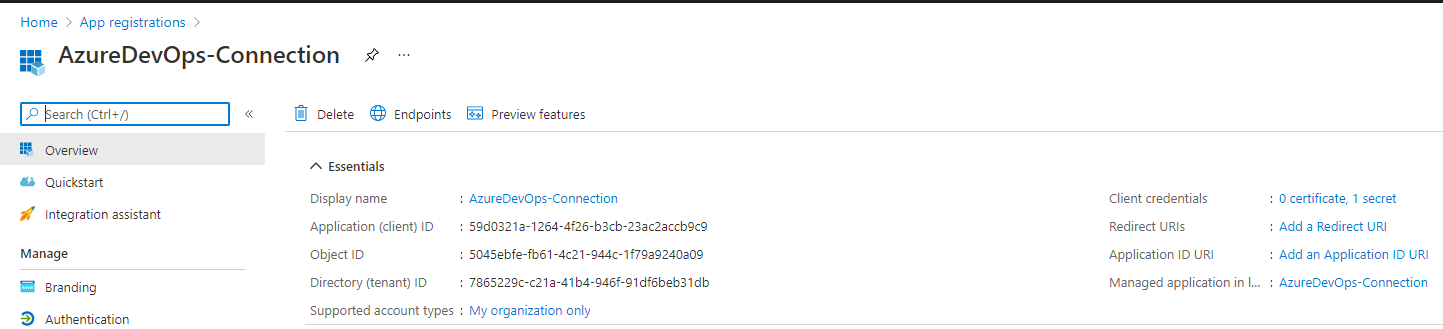 Home > App registrations >
AzureDevOps-Connection ...
Search (Ctrl+/) «
Overview
Quickstart
Integration assistant
Manage
Branding
Authentication
Delete Endpoints Preview features
Essentials
Display name : AzureDevOps-Connection
Application (client) ID : 59d0321a-1264-4f26-b3cb-23ac2accb9c9
Object ID : 5045ebfe-fb61-4c21-944c-1f79a9240a09
Directory (tenant) ID : 7865229c-c21a-41b4-946f-91df6beb31db
Supported account types : My organization only
Client credentials : 0 certificate, 1 secret
Redirect URIs : Add a Redirect URI
Application ID URI : Add an Application ID URI
Managed application in l... : AzureDevOps-Connection